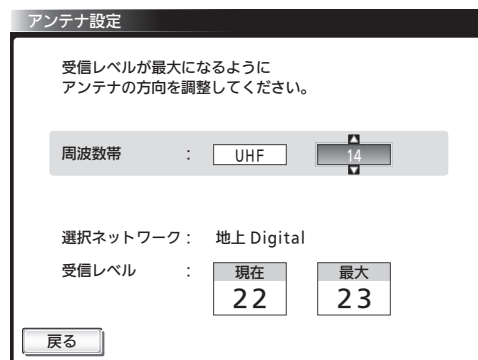 アンテナ設定
受信レベルが最大になるように
アンテナの方向を調整してください。
周波数帯 : UHF 14
選択ネットワーク : 地上 Digital
受信レベル : 現在 最大
22 23
戻る